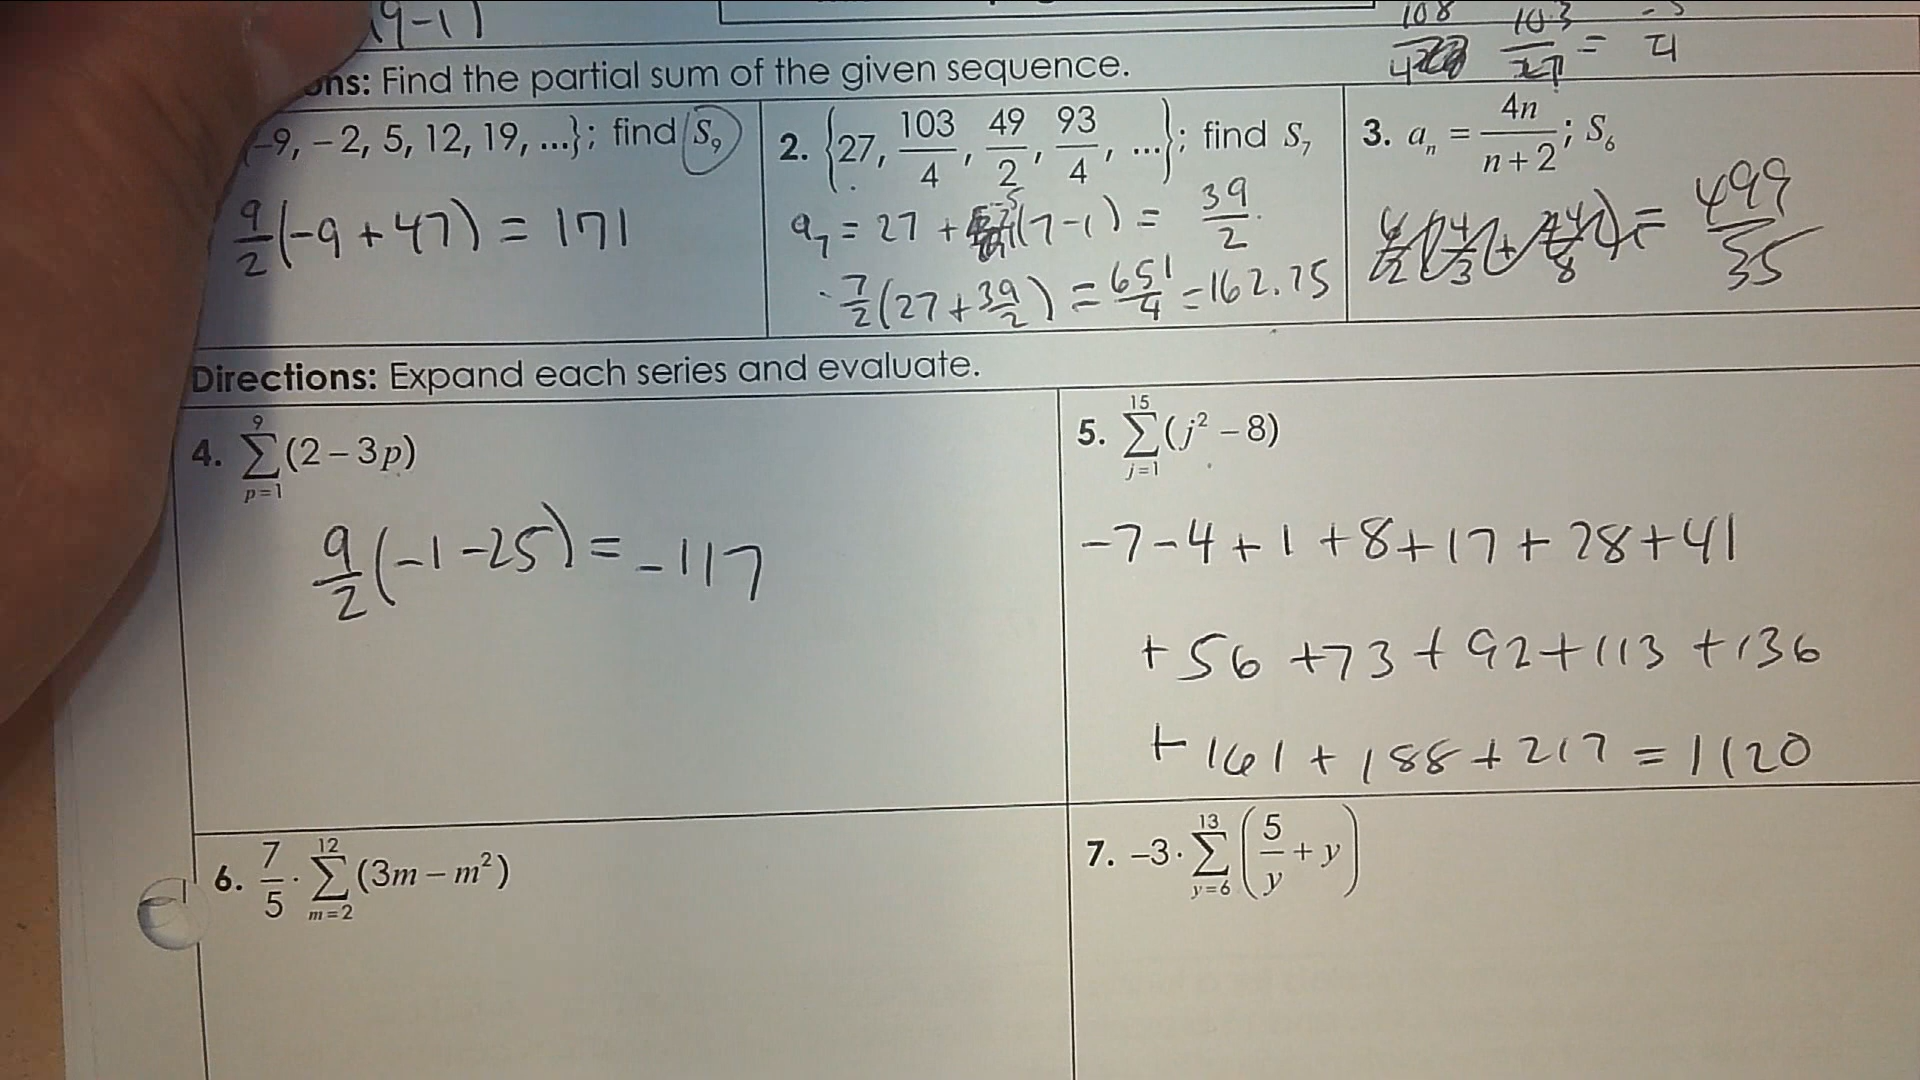 9-1)
108 103 -5
4 = 4
ons: Find the partial sum of the given sequence.
-9, -2, 5, 12, 19, ...}; find S₉
9/2(-9+47) = 171
2. {27, 103/4, 49/2, 93/4, ...}; find S₇
a₇ = 27 + (7-1) = 39/2
7/2(27+39/2) = 651/4 = 162.75
3. aₙ = 4n/(n+2); S₆
= 499/35
Directions: Expand each series and evaluate.
4. ∑_{p=1}^{9} (2-3p)
9/2(-1-25) = -117
5. ∑_{j=1}^{15} (j²-8)
-7-4+1+8+17+28+41
+56+73+92+113+136
+161+188+217=1120
6. 7/5 · ∑_{m=2}^{12} (3m-m²)
7. -3 · ∑_{y=6}^{13} (5/y + y)